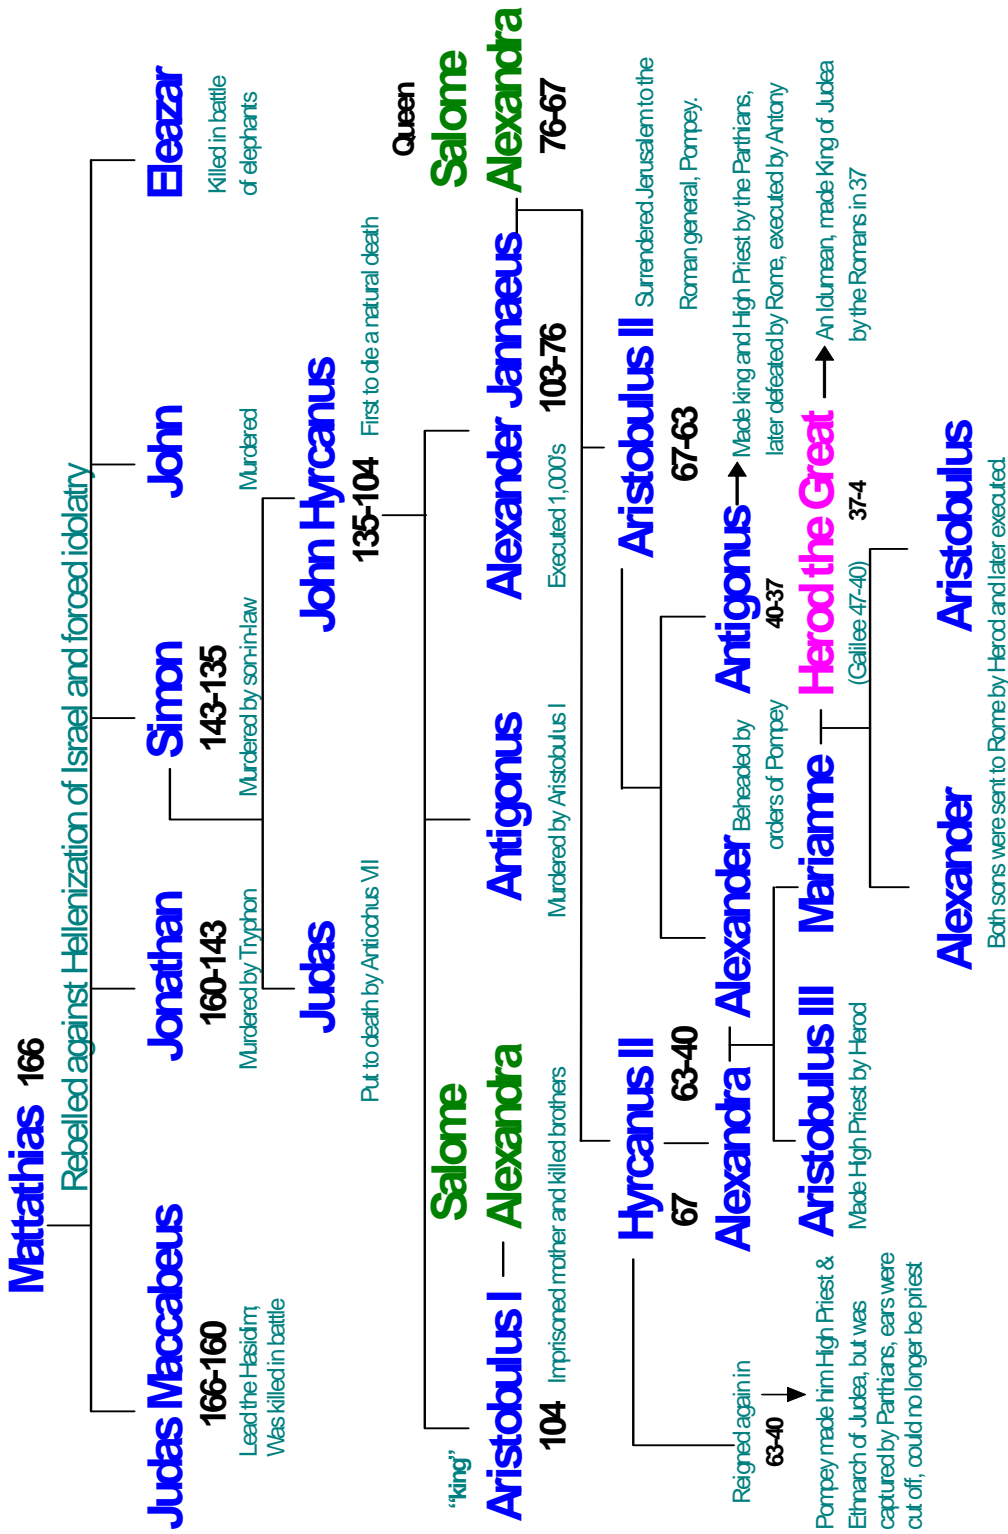 Mattathias 166
Rebelled against Hellenization of Israel and forced idolatry
Judas Maccabeus
166-160
Lead the Hasidim;
Was killed in battle
Jonathan
160-143
Murdered by Tryphon
Simon
143-135
Murdered by son-in-law
John
Murdered
Eleazar
Killed in battle
of elephants
Judas
Put to death by Antiochus VII
John Hyrcanus
135-104 First to die a natural death
"king"
Aristobulus I
104 Imprisoned mother and killed brothers
Salome
Alexandra
Antigonus
Murdered by Aristobulus I
Alexander Jannaeus
Executed 1,000's 103-76
Queen
Salome
Alexandra
76-67
Hyrcanus II
67 63-40
Aristobulus II Surrendered Jerusalem to the
67-63 Roman general, Pompey.
Reigned again in
63-40
Pompey made him High Priest &
Ethnarch of Judea, but was
captured by Parthians, ears were
cut off, could no longer be priest
Alexandra
Alexander Beheaded by
orders of Pompey
Antigonus Made king and High Priest by the Parthians,
40-37 later defeated by Rome, executed by Antony
Aristobulus III
Made High Priest by Herod
Mariamne
Herod the Great An Idumean, made King of Judea
(Galilee 47-40) 37-4 by the Romans in 37
Alexander
Aristobulus
Both sons were sent to Rome by Herod and later executed